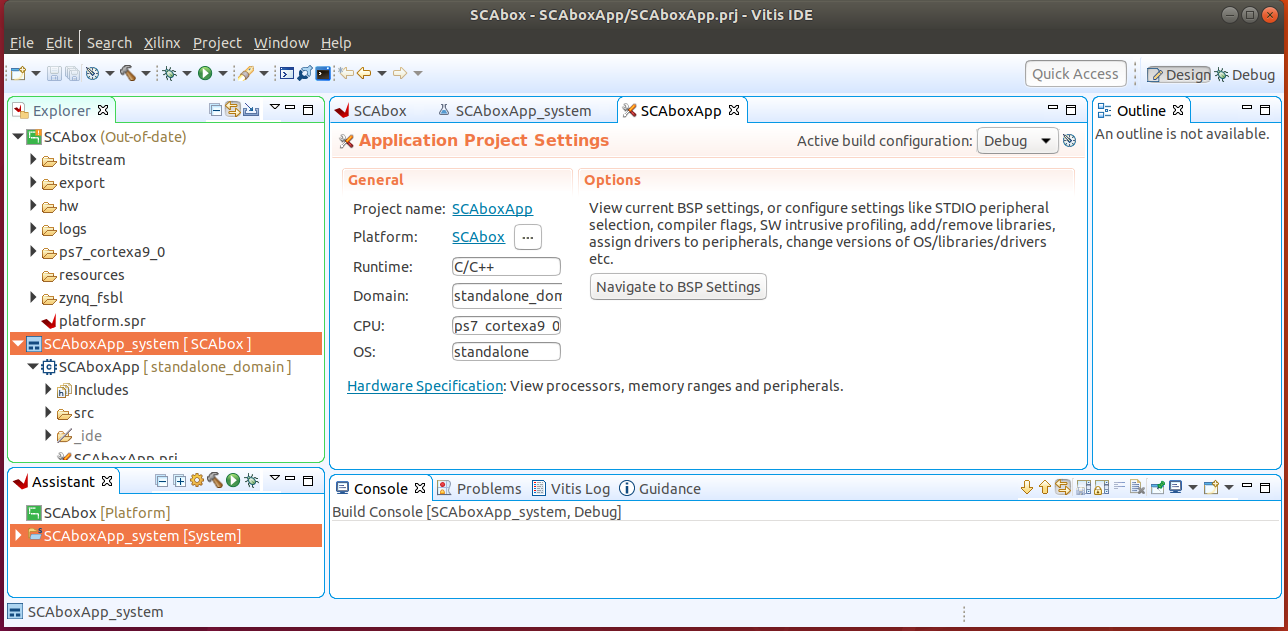 SCAbox - SCAboxApp/SCAboxApp.prj - Vitis IDE
File Edit Search Xilinx Project Window Help
Quick Access Design Debug
Explorer
SCAbox (Out-of-date)
bitstream
export
hw
logs
ps7_cortexa9_0
resources
zynq_fsbl
platform.spr
SCAboxApp_system [ SCAbox ]
SCAboxApp [ standalone_domain ]
Includes
src
_ide
SCAboxApp.prj
Assistant
SCAbox [Platform]
SCAboxApp_system [System]
SCAbox SCAboxApp_system SCAboxApp
Application Project Settings
Active build configuration: Debug
General
Project name: SCAboxApp
Platform: SCAbox ...
Runtime: C/C++
Domain: standalone_dom
CPU: ps7_cortexa9_0
OS: standalone
Hardware Specification: View processors, memory ranges and peripherals.
Options
View current BSP settings, or configure settings like STDIO peripheral
selection, compiler flags, SW intrusive profiling, add/remove libraries,
assign drivers to peripherals, change versions of OS/libraries/drivers
etc.
Navigate to BSP Settings
Outline
An outline is not available.
Console Problems Vitis Log Guidance
Build Console [SCAboxApp_system, Debug]
SCAboxApp_system